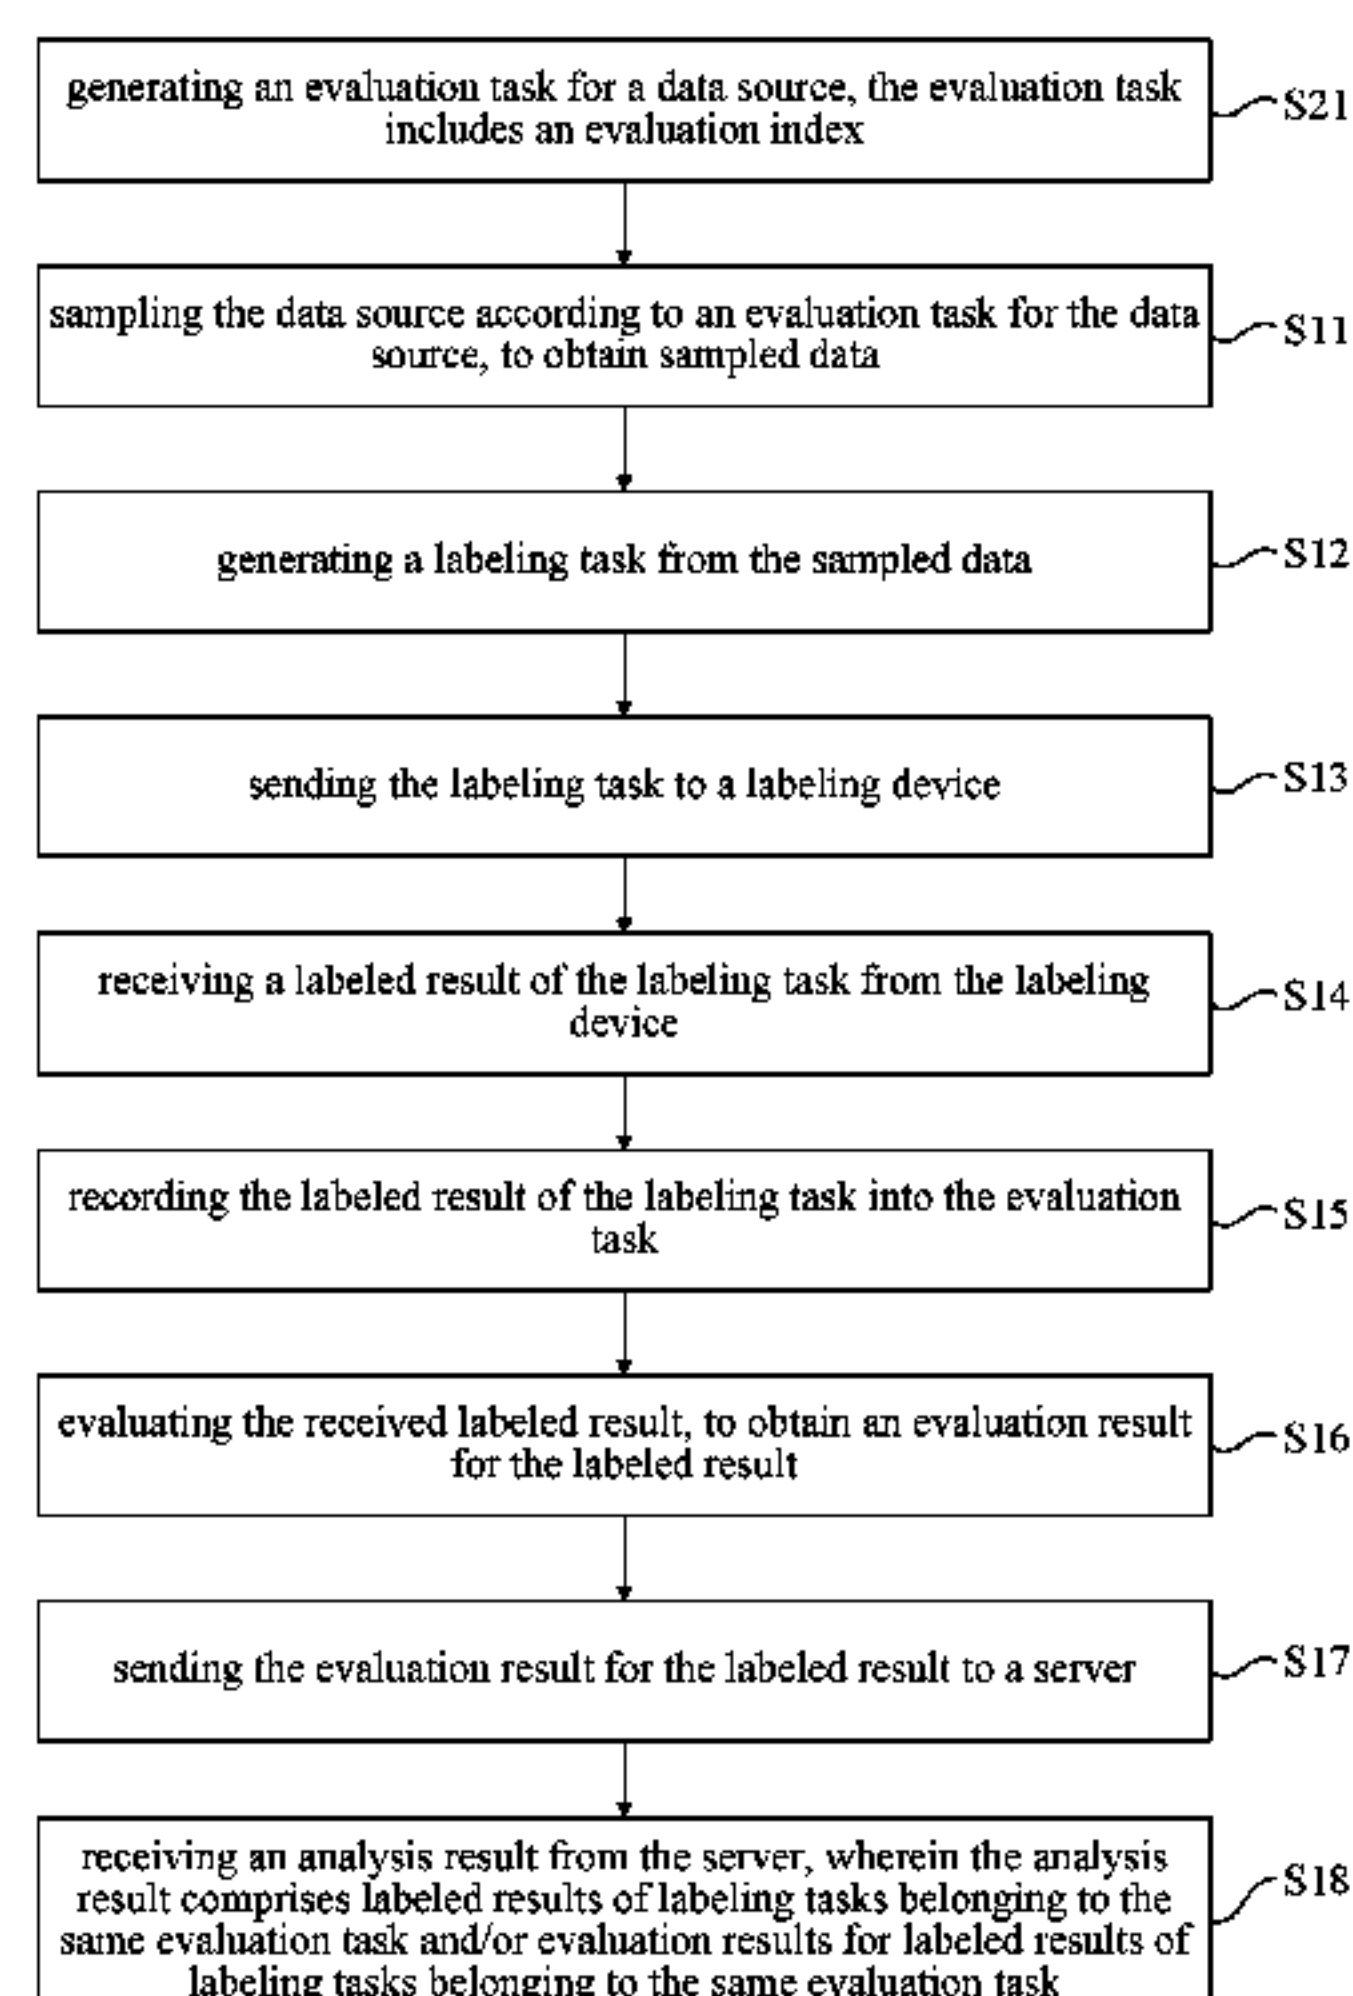 generating an evaluation task for a data source, the evaluation task
includes an evaluation index
S21
sampling the data source according to an evaluation task for the data
source, to obtain sampled data
S11
generating a labeling task from the sampled data
S12
sending the labeling task to a labeling device
S13
receiving a labeled result of the labeling task from the labeling
device
S14
recording the labeled result of the labeling task into the evaluation
task
S15
evaluating the received labeled result, to obtain an evaluation result
for the labeled result
S16
sending the evaluation result for the labeled result to a server
S17
receiving an analysis result from the server, wherein the analysis
result comprises labeled results of labeling tasks belonging to the
same evaluation task and/or evaluation results for labeled results of
labeling tasks belonging to the same evaluation task
S18